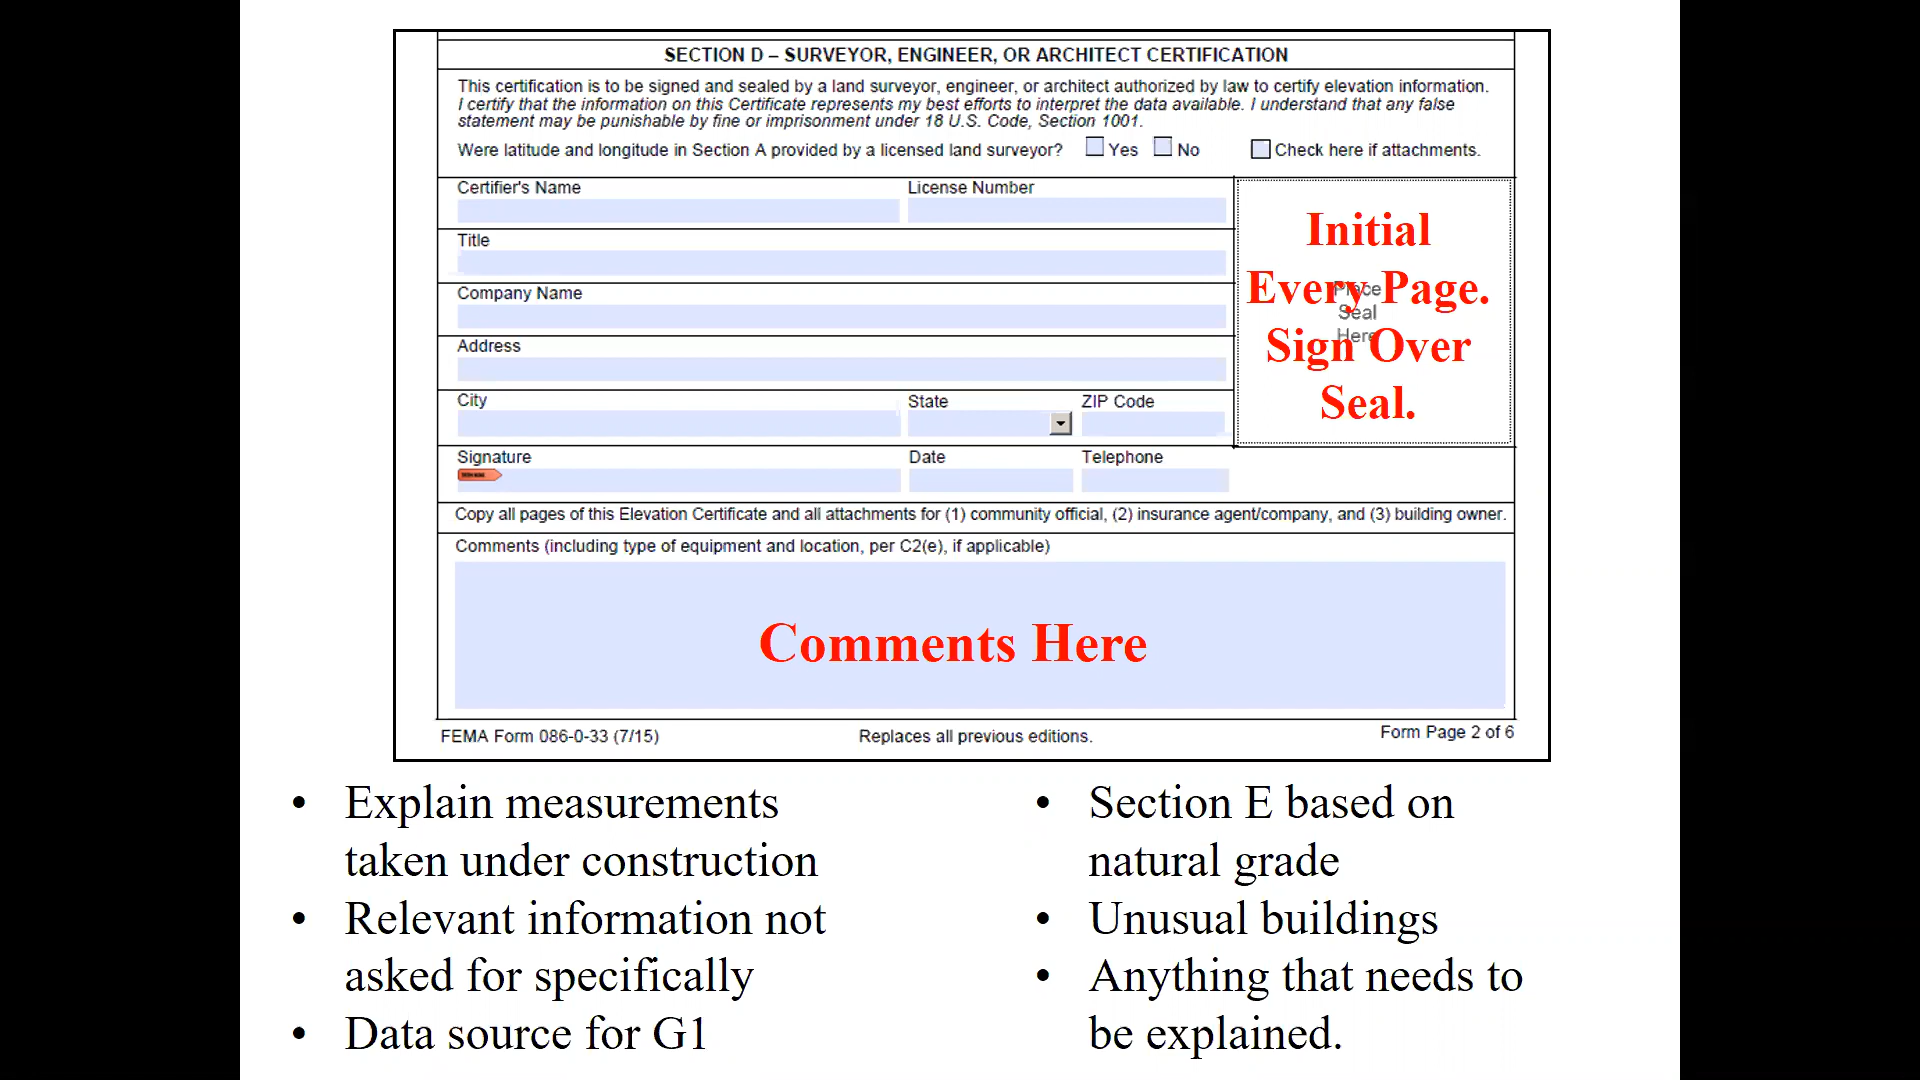 SECTION D – SURVEYOR, ENGINEER, OR ARCHITECT CERTIFICATION
This certification is to be signed and sealed by a land surveyor, engineer, or architect authorized by law to certify elevation information.
I certify that the information on this Certificate represents my best efforts to interpret the data available. I understand that any false
statement may be punishable by fine or imprisonment under 18 U.S. Code, Section 1001.
Were latitude and longitude in Section A provided by a licensed land surveyor? Yes No Check here if attachments.
Certifier's Name License Number
Title
Company Name
Address
City State ZIP Code
Signature Date Telephone
Place
Seal
Here
Initial
Every Page.
Sign Over
Seal.
Copy all pages of this Elevation Certificate and all attachments for (1) community official, (2) insurance agent/company, and (3) building owner.
Comments (including type of equipment and location, per C2(e), if applicable)
Comments Here
FEMA Form 086-0-33 (7/15) Replaces all previous editions. Form Page 2 of 6
• Explain measurements
taken under construction
• Relevant information not
asked for specifically
• Data source for G1
• Section E based on
natural grade
• Unusual buildings
• Anything that needs to
be explained.